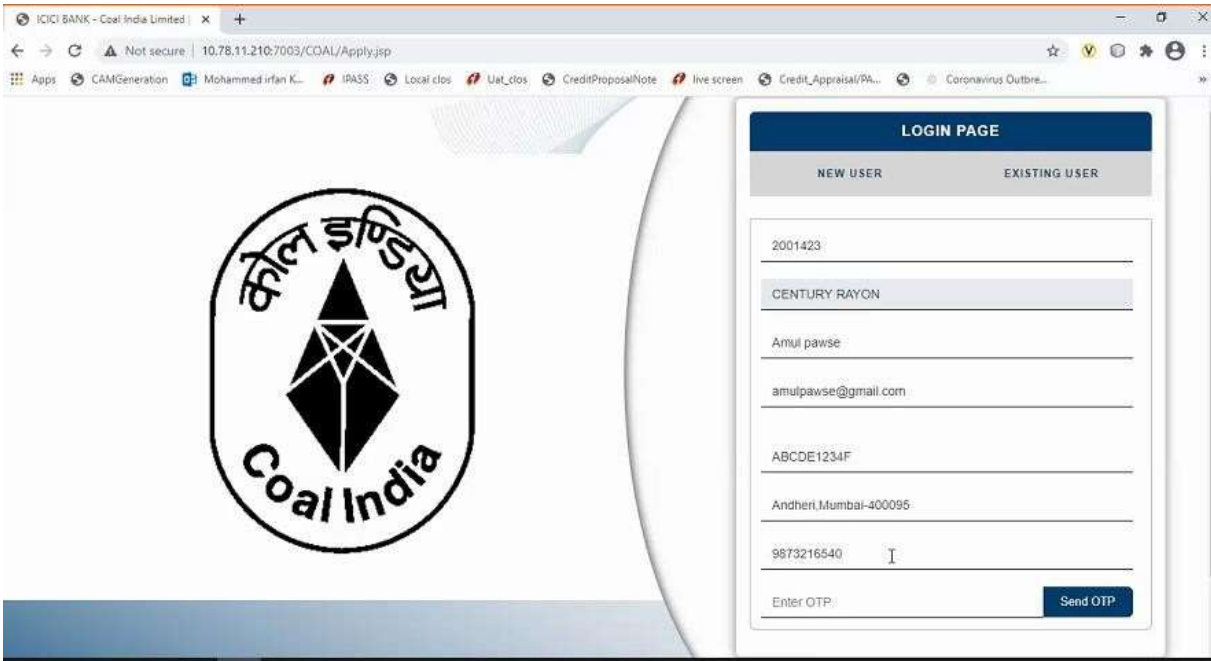 ICICI BANK - Coal India Limited |
Not secure | 10.78.11.210:7003/COAL/Apply.jsp
Apps CAMGeneration Mohammed irfan K... IPASS Local clos Uat_clos CreditProposalNote live screen Credit_Appraisal/PA... Coronavirus Outbre...
LOGIN PAGE
NEW USER EXISTING USER
2001423
CENTURY RAYON
Amul pawse
amulpawse@gmail.com
ABCDE1234F
Andheri,Mumbai-400095
9873216540
Enter OTP Send OTP
कोल इण्डिया
Coal India